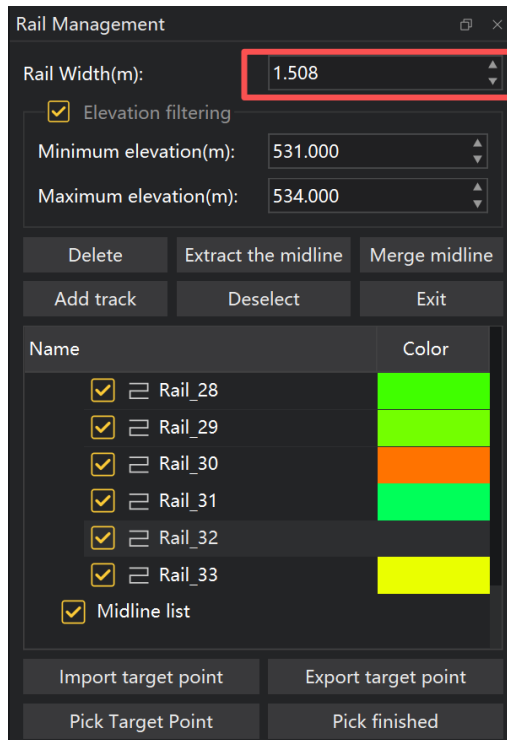 Rail Management
Rail Width(m): 1.508
Elevation filtering
Minimum elevation(m): 531.000
Maximum elevation(m): 534.000
Delete Extract the midline Merge midline
Add track Deselect Exit
Name Color
Rail_28
Rail_29
Rail_30
Rail_31
Rail_32
Rail_33
Midline list
Import target point Export target point
Pick Target Point Pick finished